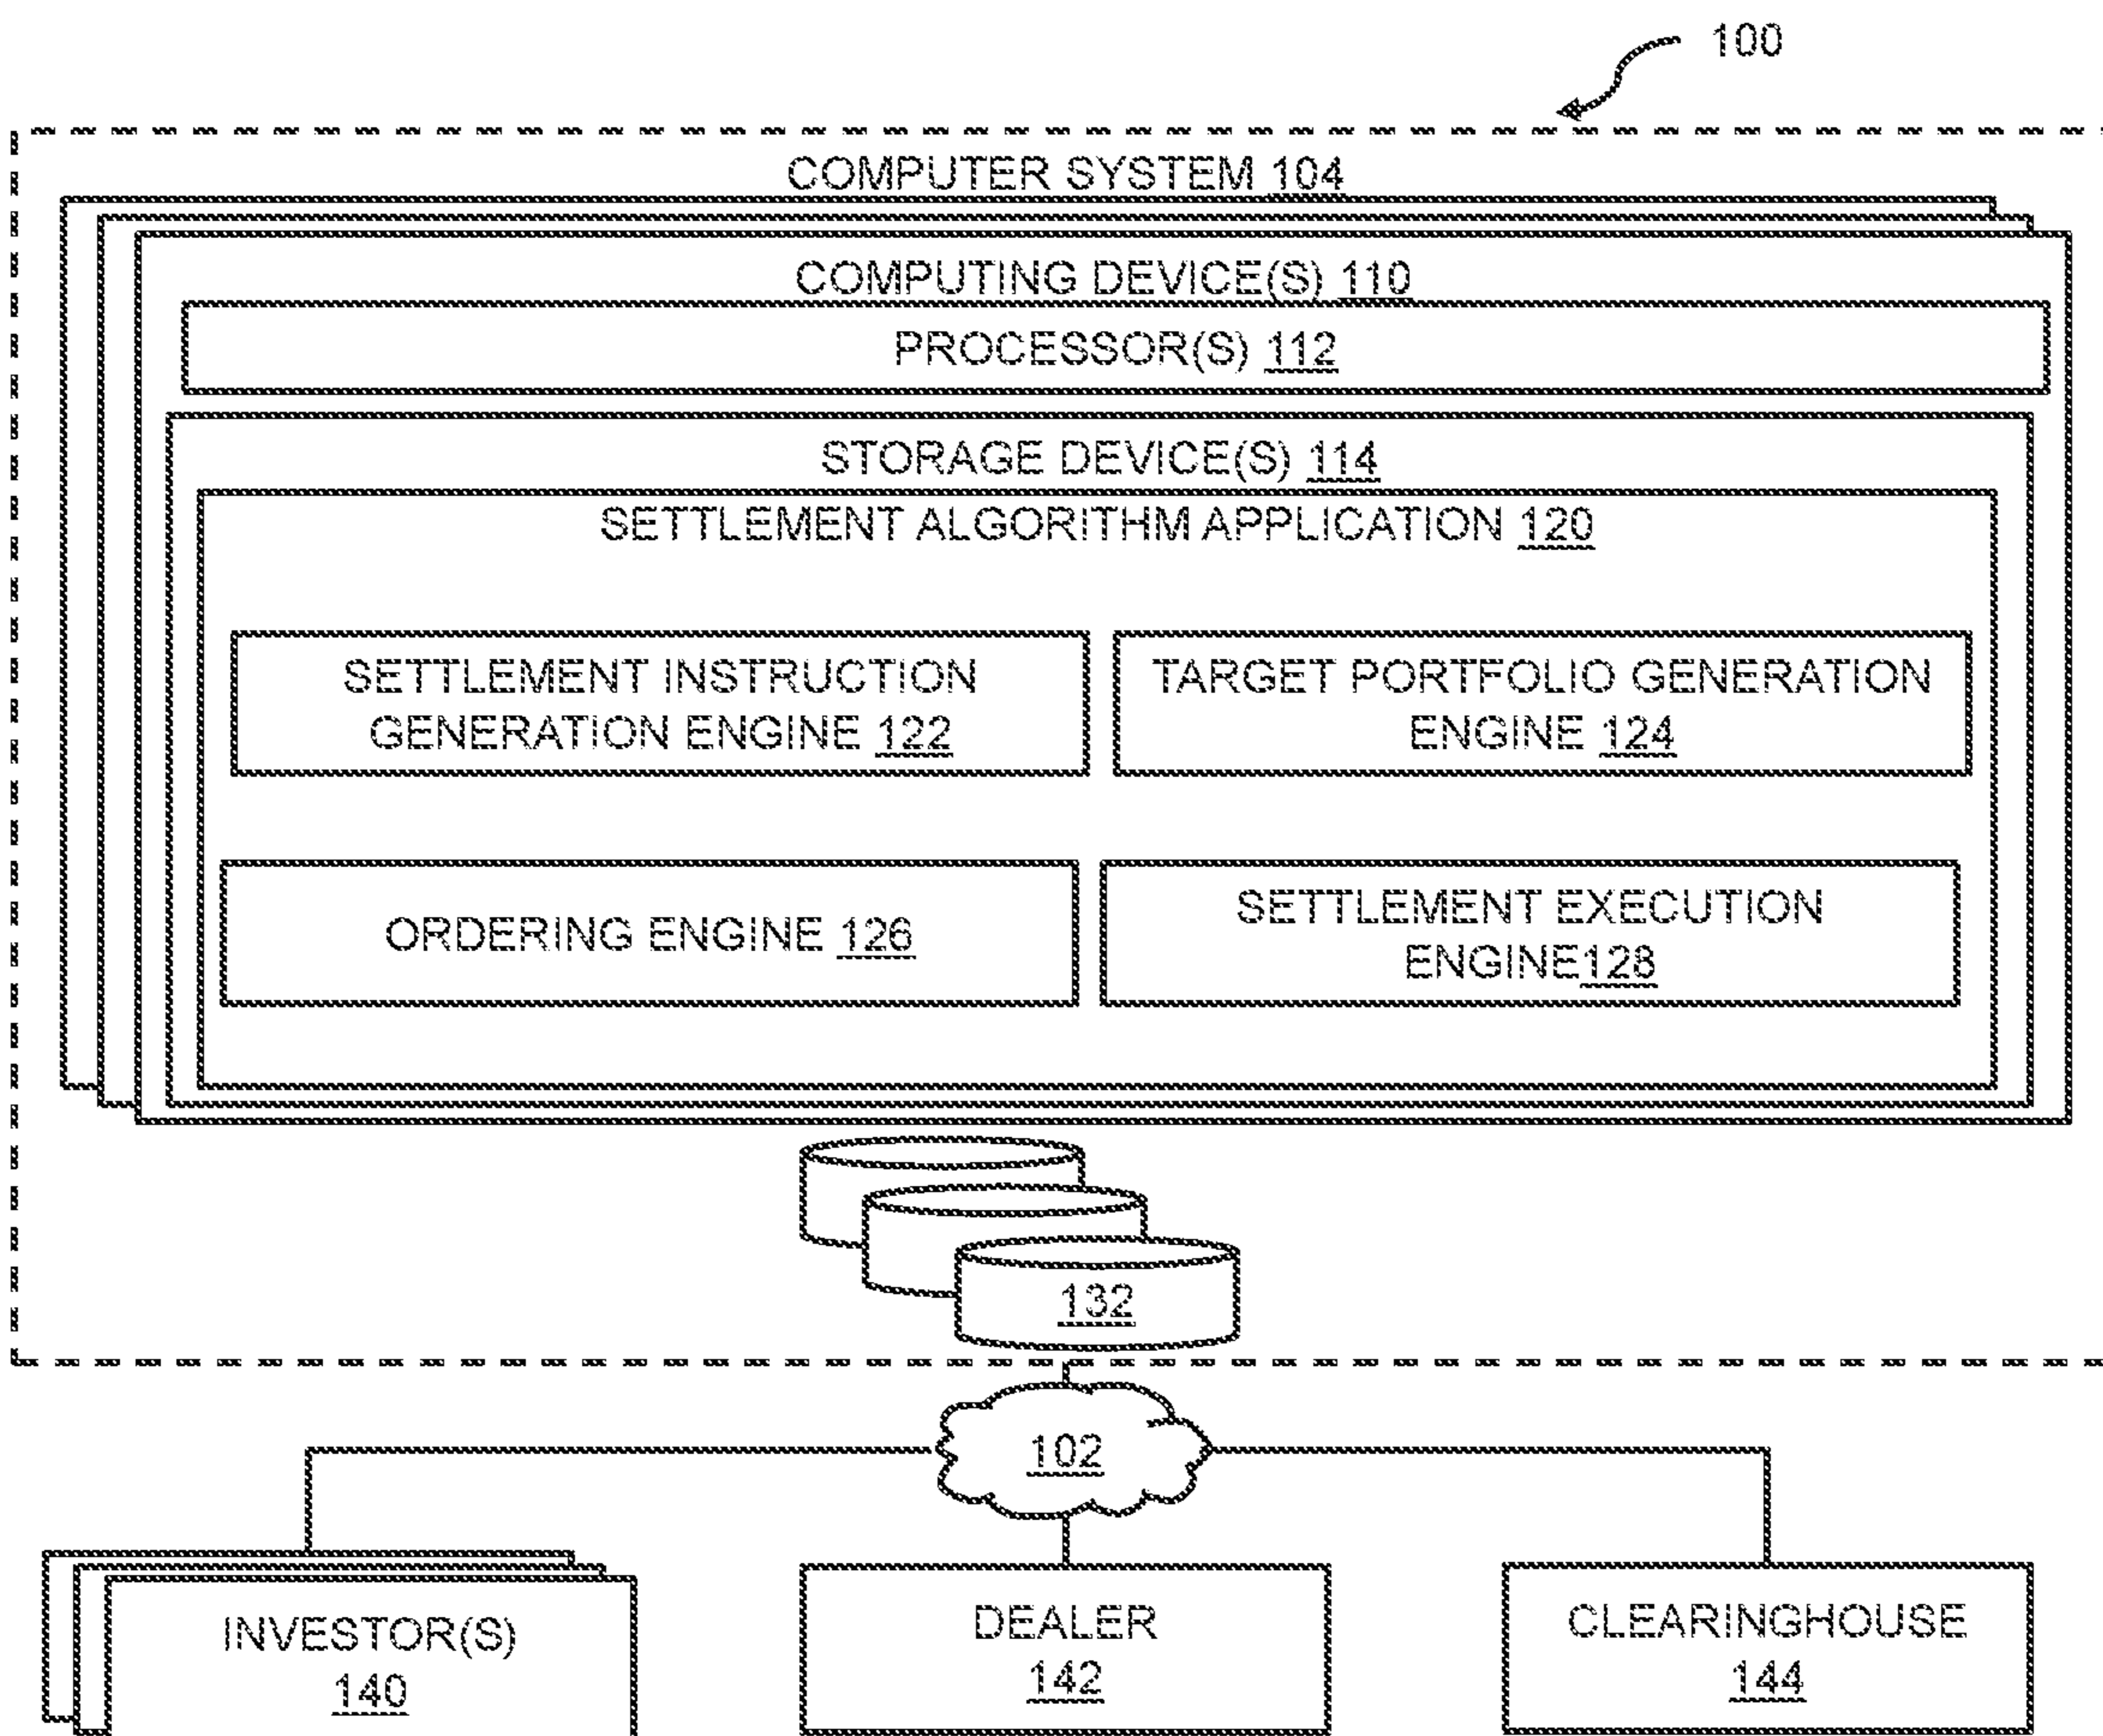 100
COMPUTER SYSTEM 104
COMPUTING DEVICE(S) 110
PROCESSOR(S) 112
STORAGE DEVICE(S) 114
SETTLEMENT ALGORITHM APPLICATION 120
SETTLEMENT INSTRUCTION
GENERATION ENGINE 122
TARGET PORTFOLIO GENERATION
ENGINE 124
ORDERING ENGINE 126
SETTLEMENT EXECUTION
ENGINE128
132
102
INVESTOR(S)
140
DEALER
142
CLEARINGHOUSE
144